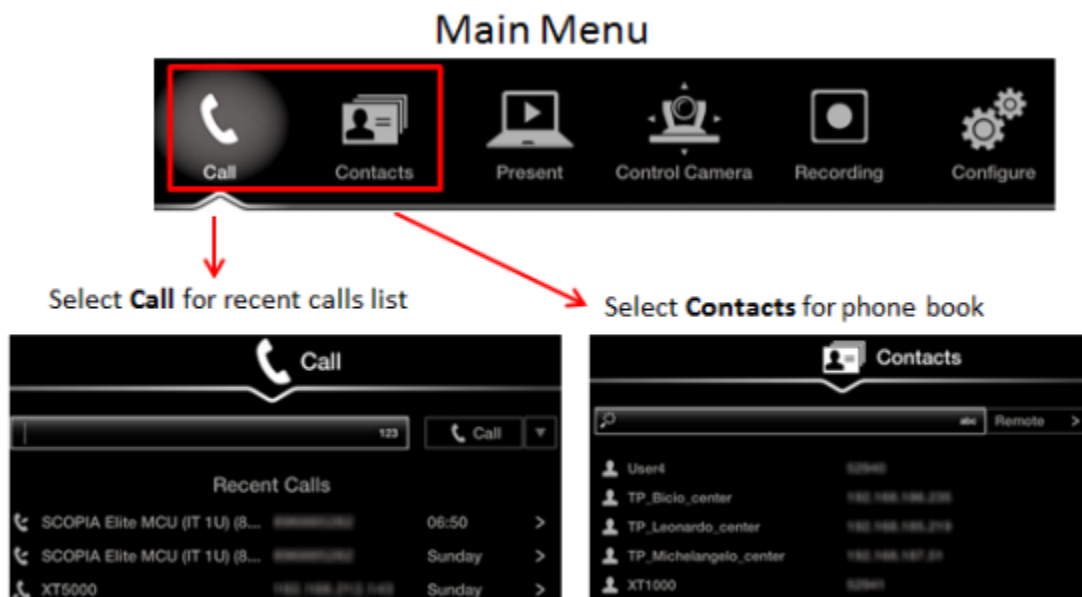 Main Menu
Call Contacts Present Control Camera Recording Configure
Select Call for recent calls list
Select Contacts for phone book
Call
123 Call
Recent Calls
SCOPIA Elite MCU (IT 1U) (8... 06:50 >
SCOPIA Elite MCU (IT 1U) (8... Sunday >
XT5000 Sunday >
Contacts
abc Remote >
User4
TP_Bicio_center
TP_Leonardo_center
TP_Michelangelo_center
XT1000